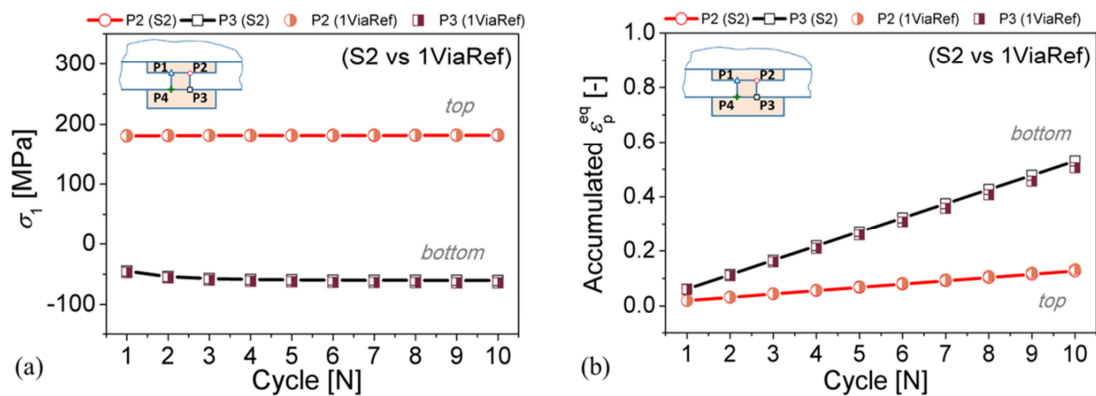 P2 (S2) P3 (S2) P2 (1ViaRef) P3 (1ViaRef)
(S2 vs 1ViaRef)
P1 P2
P4 P3
top
bottom
300
200
100
0
-100
σ₁ [MPa]
1 2 3 4 5 6 7 8 9 10
Cycle [N]
(a)
P2 (S2) P3 (S2) P2 (1ViaRef) P3 (1ViaRef)
(S2 vs 1ViaRef)
P1 P2
P4 P3
bottom
top
1.0
0.8
0.6
0.4
0.2
0.0
Accumulated ε_p^eq [-]
1 2 3 4 5 6 7 8 9 10
Cycle [N]
(b)